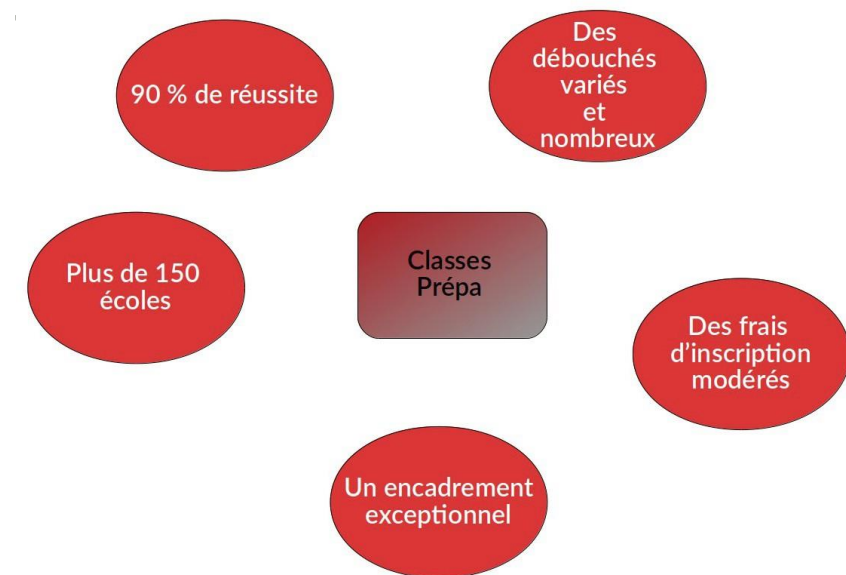 Des
débouchés
variés
et
nombreux
90 % de réussite
Plus de 150
écoles
Classes
Prépa
Des frais
d’inscription
modérés
Un encadrement
exceptionnel